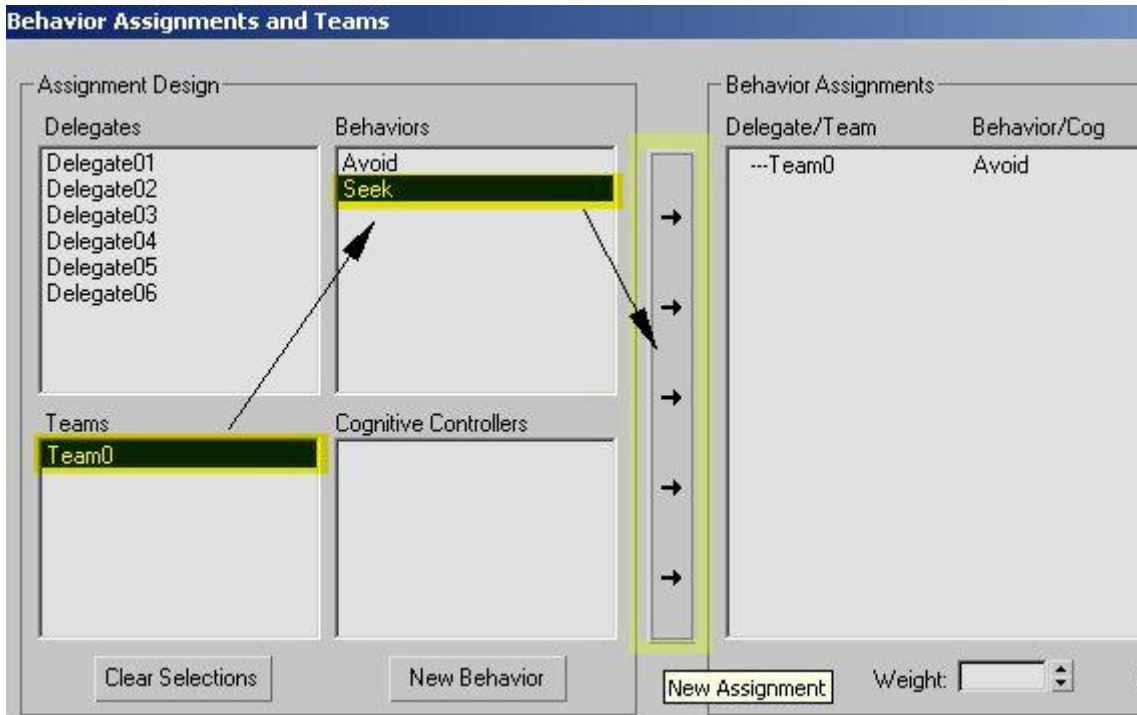 Behavior Assignments and Teams
Assignment Design
Delegates
Delegate01
Delegate02
Delegate03
Delegate04
Delegate05
Delegate06
Behaviors
Avoid
Seek
Teams
Team0
Cognitive Controllers
Clear Selections
New Behavior
New Assignment
Behavior Assignments
Delegate/Team Behavior/Cog
---Team0 Avoid
Weight: